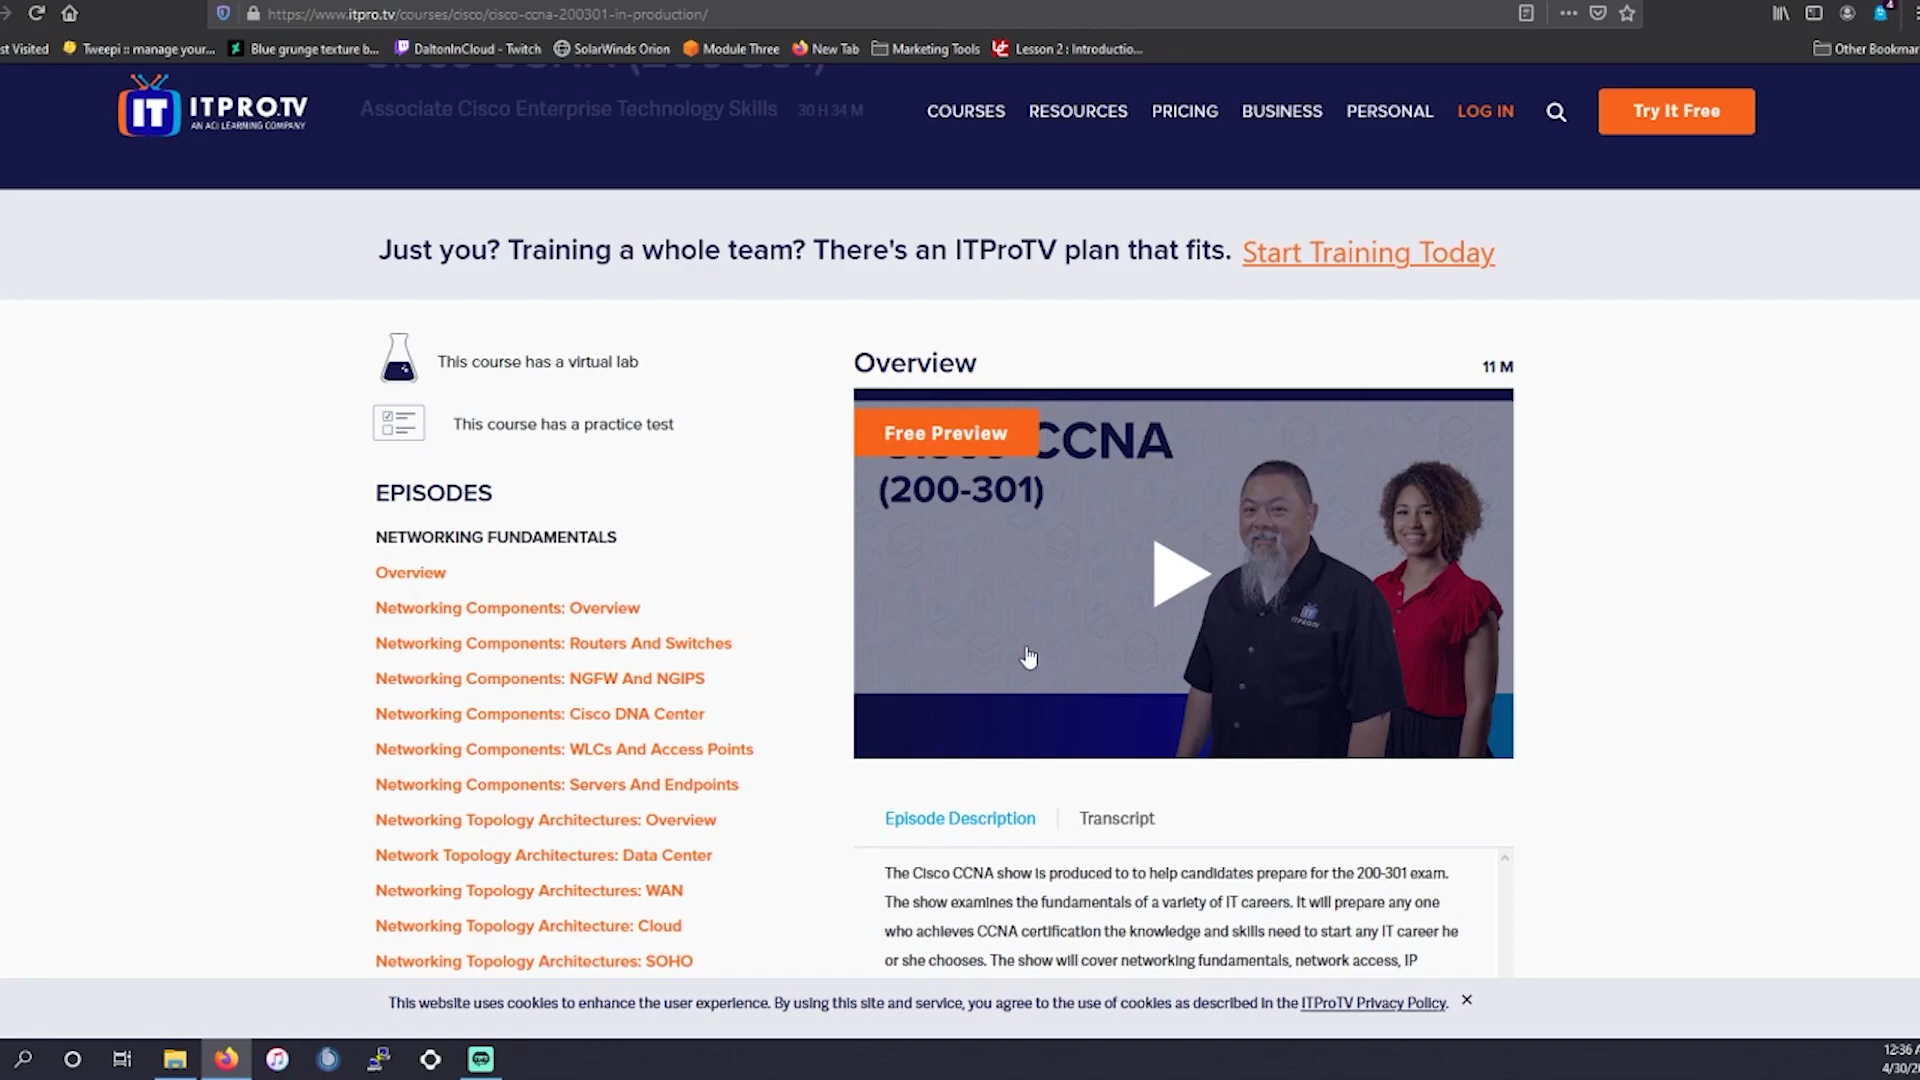 https://www.itpro.tv/courses/cisco/cisco-ccna-200301-in-production/
st Visited
Tweepi :: manage your...
Blue grunge texture b...
DaltonInCloud - Twitch
SolarWinds Orion
Module Three
New Tab
Marketing Tools
Lesson 2 : Introductio...
Other Bookmar
IT ITPRO.TV
AN ACI LEARNING COMPANY
Associate Cisco Enterprise Technology Skills 30 H 34 M
COURSES RESOURCES PRICING BUSINESS PERSONAL LOG IN
Try It Free
Just you? Training a whole team? There's an ITProTV plan that fits. Start Training Today
This course has a virtual lab
This course has a practice test
EPISODES
NETWORKING FUNDAMENTALS
Overview
Networking Components: Overview
Networking Components: Routers And Switches
Networking Components: NGFW And NGIPS
Networking Components: Cisco DNA Center
Networking Components: WLCs And Access Points
Networking Components: Servers And Endpoints
Networking Topology Architectures: Overview
Network Topology Architectures: Data Center
Networking Topology Architectures: WAN
Networking Topology Architecture: Cloud
Networking Topology Architectures: SOHO
Overview
11 M
Free Preview
CCNA
(200-301)
ITPROTV
Episode Description
Transcript
The Cisco CCNA show is produced to to help candidates prepare for the 200-301 exam.
The show examines the fundamentals of a variety of IT careers. It will prepare any one
who achieves CCNA certification the knowledge and skills need to start any IT career he
or she chooses. The show will cover networking fundamentals, network access, IP
This website uses cookies to enhance the user experience. By using this site and service, you agree to the use of cookies as described in the ITProTV Privacy Policy.
12:36 A
4/30/2